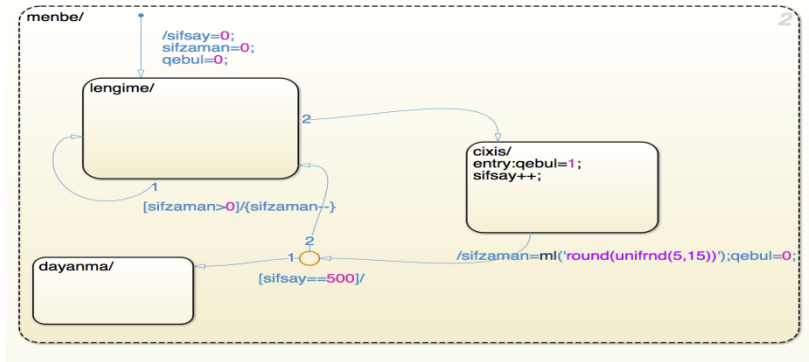 menbe/
2
/sifsay=0;
sifzaman=0;
qebul=0;
lengime/
2
cixis/
entry:qebul=1;
sifsay++;
1
[sifzaman>0]/{sifzaman--}
2
1
/sifzaman=ml('round(unifrnd(5,15))');qebul=0;
dayanma/
[sifsay==500]/